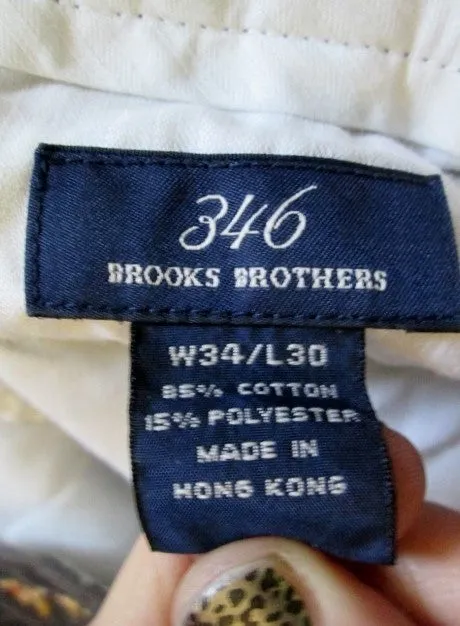 346
BROOKS BROTHERS
W34/L30
85% COTTON
15% POLYESTER
MADE IN
HONG KONG